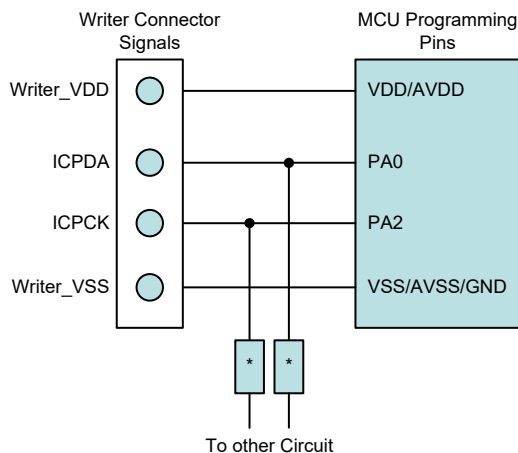 Writer Connector
Signals
MCU Programming
Pins
Writer_VDD
VDD/AVDD
ICPDA
PA0
ICPCK
PA2
Writer_VSS
VSS/AVSS/GND
*
*
To other Circuit